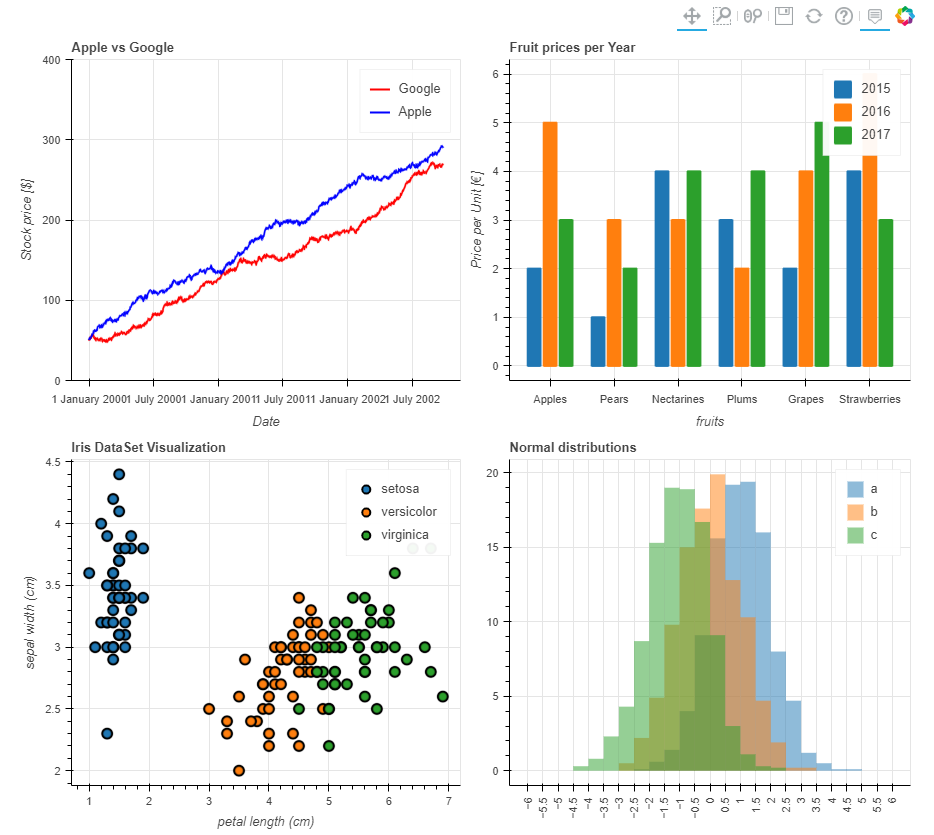 Apple vs Google
400
300
200
100
0
Stock price [$]
Google
Apple
1 January 2000
1 July 2000
1 January 2001
1 July 2001
1 January 2002
1 July 2002
Date
Fruit prices per Year
6
5
4
3
2
1
0
Price per Unit [€]
2015
2016
2017
Apples
Pears
Nectarines
Plums
Grapes
Strawberries
fruits
Iris DataSet Visualization
4.5
4
3.5
3
2.5
2
sepal width (cm)
setosa
versicolor
virginica
1 2 3 4 5 6 7
petal length (cm)
Normal distributions
20
15
10
5
0
a
b
c
−6 −5.5 −5 −4.5 −4 −3.5 −3 −2.5 −2 −1.5 −1 −0.5 0 0.5 1 1.5 2 2.5 3 3.5 4 4.5 5 5.5 6